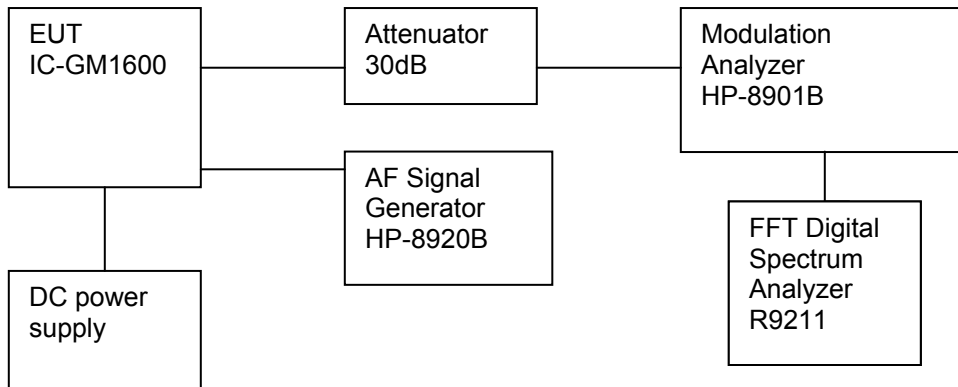 EUT
IC-GM1600
Attenuator
30dB
Modulation
Analyzer
HP-8901B
AF Signal
Generator
HP-8920B
FFT Digital
Spectrum
Analyzer
R9211
DC power
supply